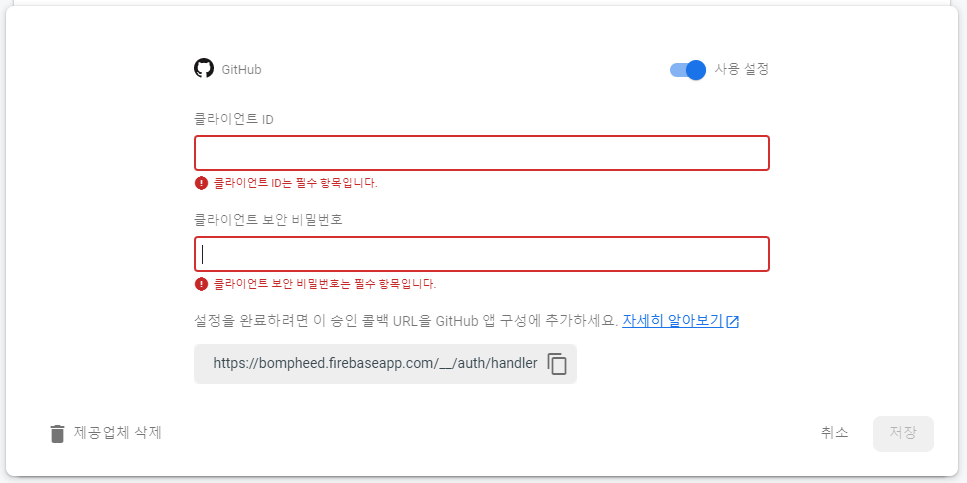 GitHub
사용 설정
클라이언트 ID
클라이언트 ID는 필수 항목입니다.
클라이언트 보안 비밀번호
클라이언트 보안 비밀번호는 필수 항목입니다.
설정을 완료하려면 이 승인 콜백 URL을 GitHub 앱 구성에 추가하세요. 자세히 알아보기
https://bompheed.firebaseapp.com/__/auth/handler
제공업체 삭제
취소
저장